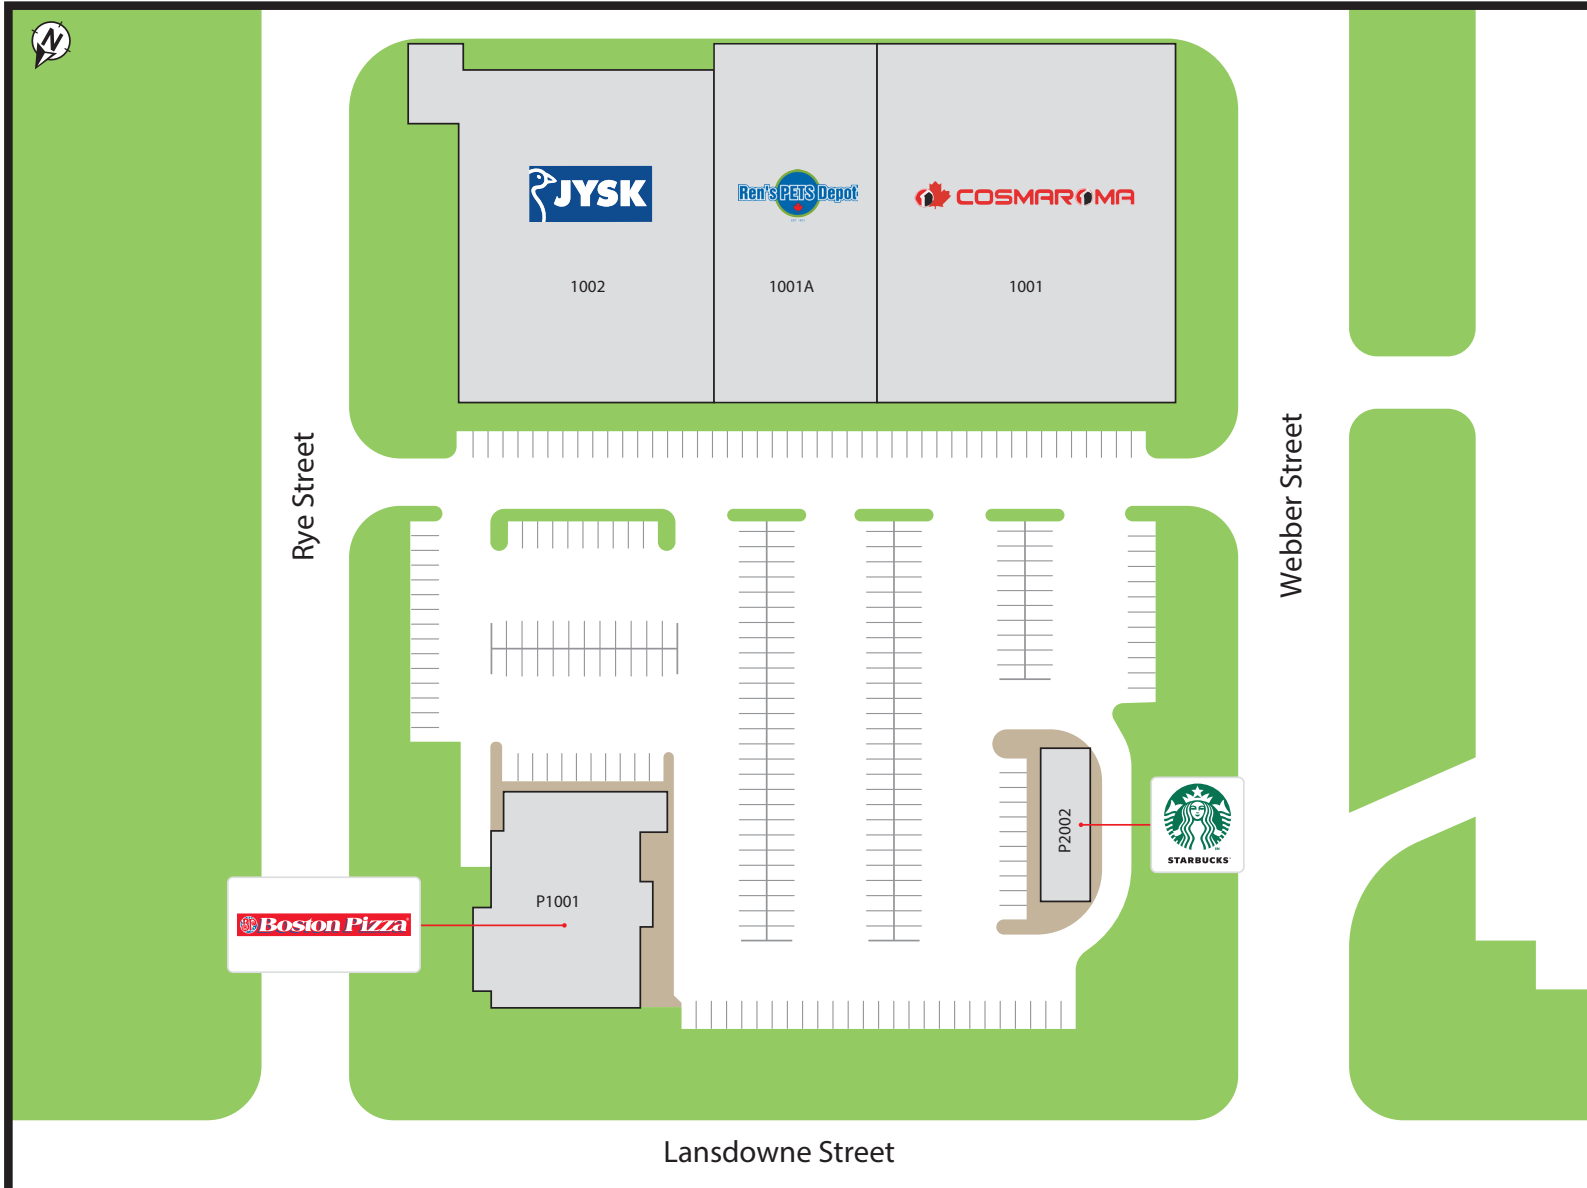 N
JYSK
Ren's PETS Depot
COSMAROMA
1002
1001A
1001
Rye Street
Webber Street
P2002
STARBUCKS
P1001
Boston Pizza
Lansdowne Street